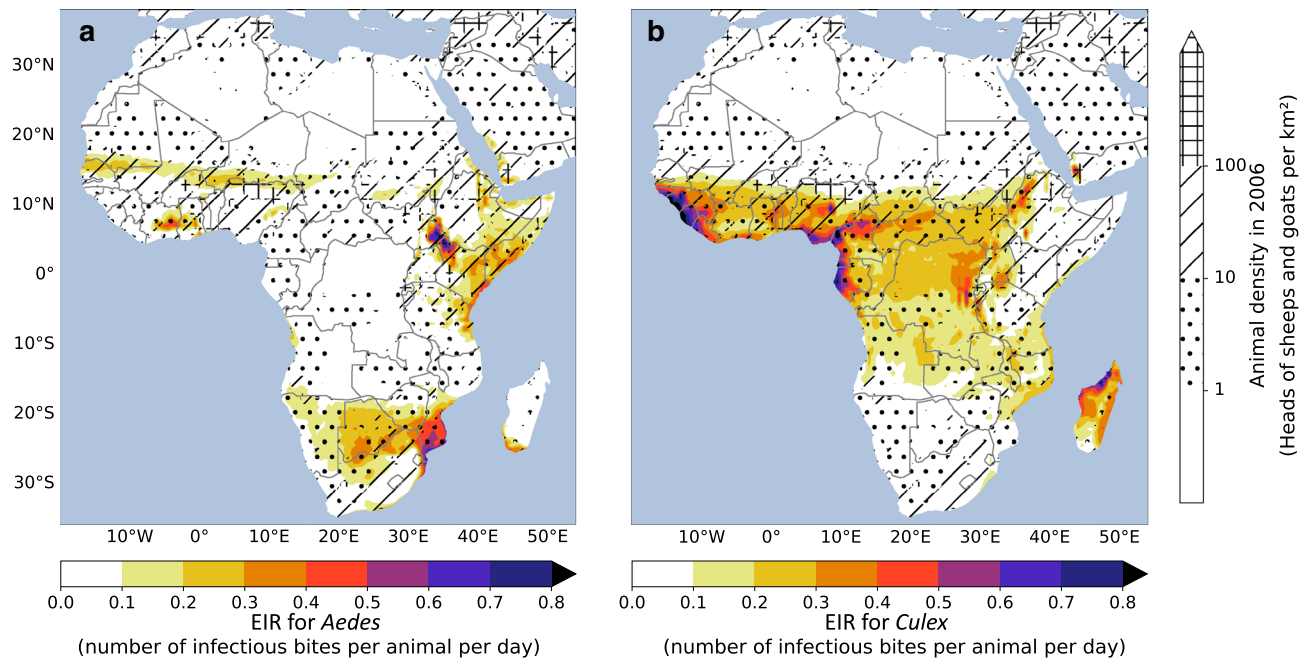 a
b
30°N
20°N
10°N
0°
10°S
20°S
30°S
10°W 0° 10°E 20°E 30°E 40°E 50°E
10°W 0° 10°E 20°E 30°E 40°E 50°E
0.0 0.1 0.2 0.3 0.4 0.5 0.6 0.7 0.8
EIR for Aedes
(number of infectious bites per animal per day)
0.0 0.1 0.2 0.3 0.4 0.5 0.6 0.7 0.8
EIR for Culex
(number of infectious bites per animal per day)
100
10
1
Animal density in 2006
(Heads of sheeps and goats per km²)